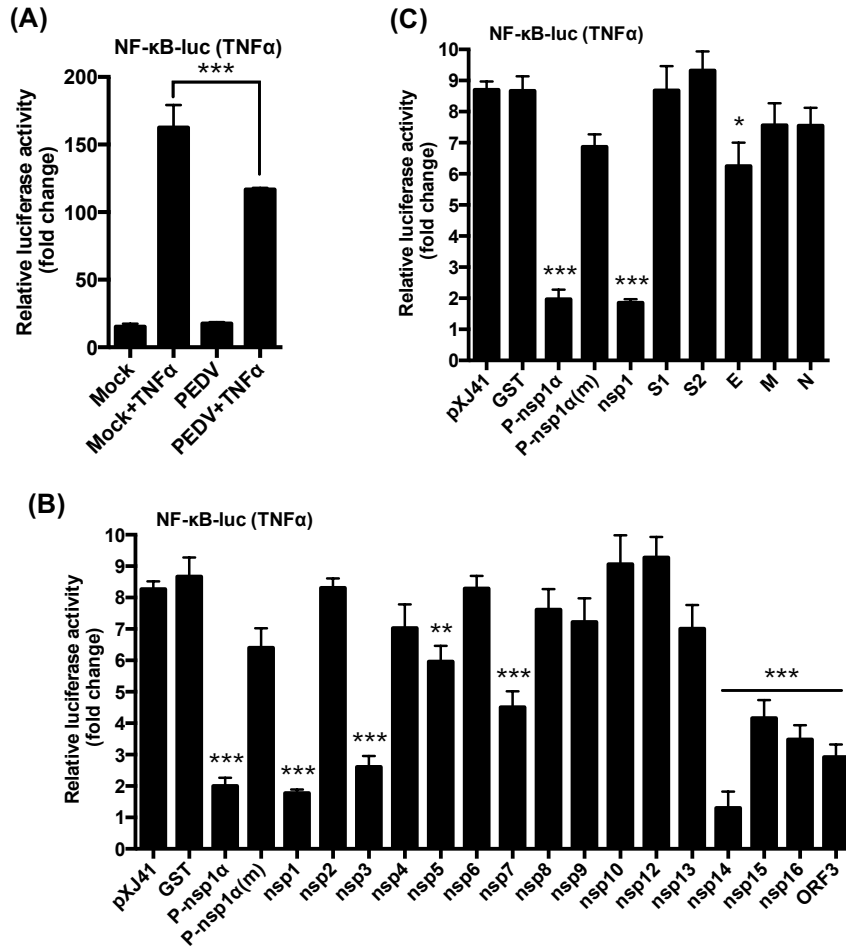 (A)
NF-κB-luc (TNFα)
***
200
150
100
50
0
Relative luciferase activity
(fold change)
Mock
Mock+TNFα
PEDV
PEDV+TNFα
(C)
NF-κB-luc (TNFα)
10
9
8
7
6
5
4
3
2
1
0
Relative luciferase activity
(fold change)
***
***
*
pXJ41
GST
P-nsp1α
P-nsp1α(m)
nsp1
S1
S2
E
M
N
(B)
NF-κB-luc (TNFα)
10
9
8
7
6
5
4
3
2
1
0
Relative luciferase activity
(fold change)
***
***
***
**
***
***
pXJ41
GST
P-nsp1α
P-nsp1α(m)
nsp1
nsp2
nsp3
nsp4
nsp5
nsp6
nsp7
nsp8
nsp9
nsp10
nsp12
nsp13
nsp14
nsp15
nsp16
ORF3